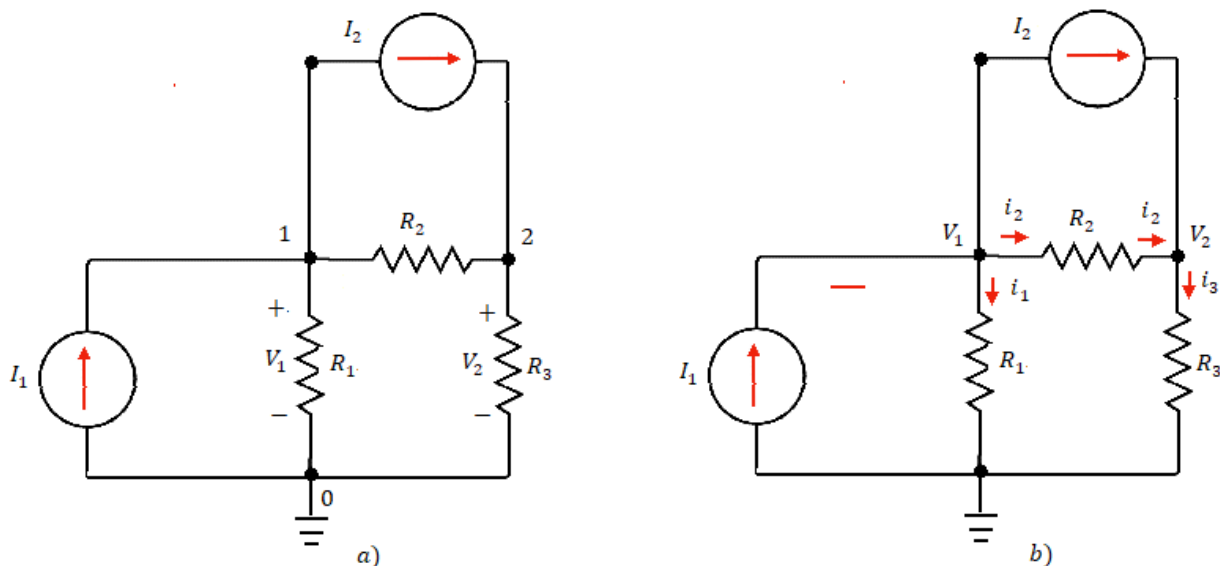 I₂
1
R₂
2
+
+
I₁
V₁
R₁
V₂
R₃
−
−
0
a)
I₂
V₁
i₂
R₂
i₂
V₂
i₁
i₃
I₁
R₁
R₃
b)